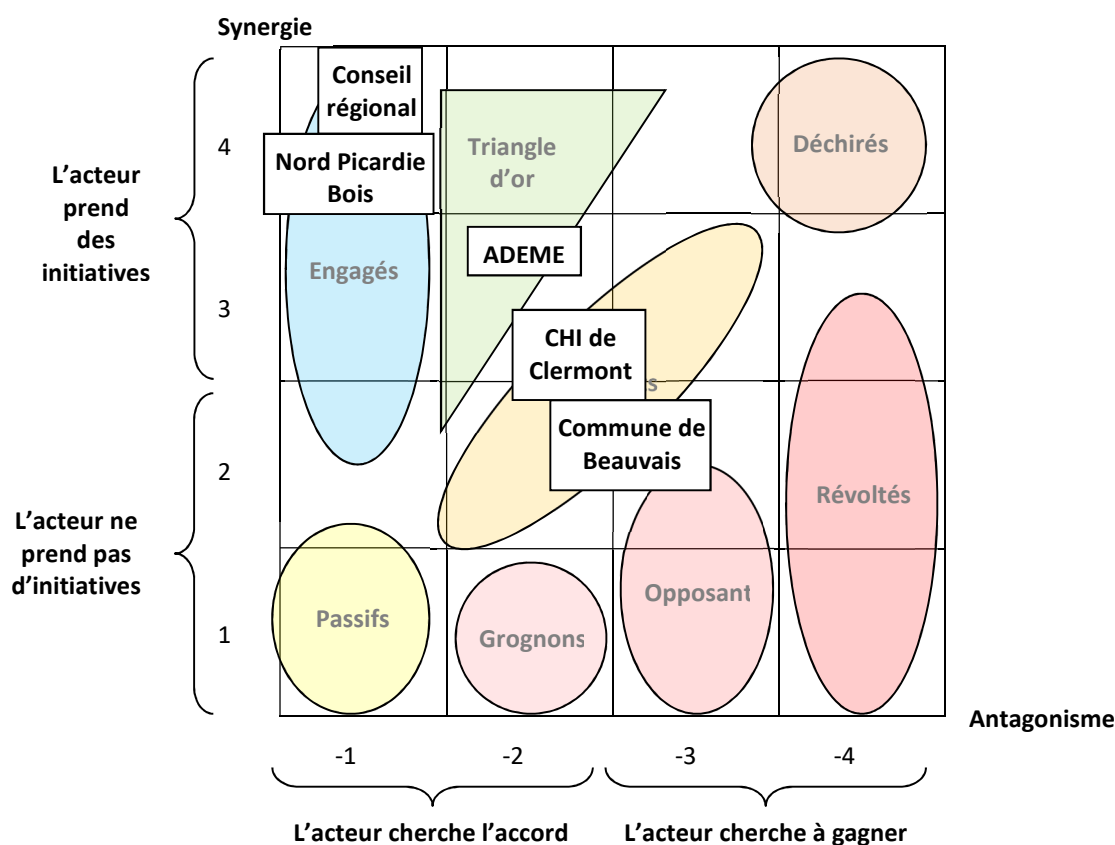 Synergie
Conseil
régional
4
Nord Picardie
Bois
Triangle
d'or
Déchirés
L'acteur
prend
des
initiatives
ADEME
Engagés
3
CHI de
Clermont
s
Commune de
Beauvais
2
Révoltés
L'acteur ne
prend pas
d'initiatives
Opposant
Passifs
1
Grognons
Antagonisme
-1
-2
-3
-4
L'acteur cherche l'accord
L'acteur cherche à gagner